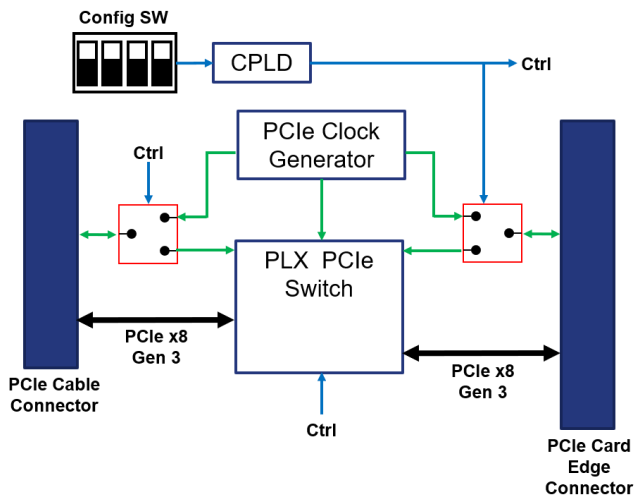 Config SW
CPLD
Ctrl
PCIe Clock
Generator
Ctrl
PLX PCIe
Switch
PCIe x8
Gen 3
PCIe x8
Gen 3
PCIe Cable
Connector
Ctrl
PCIe Card
Edge
Connector